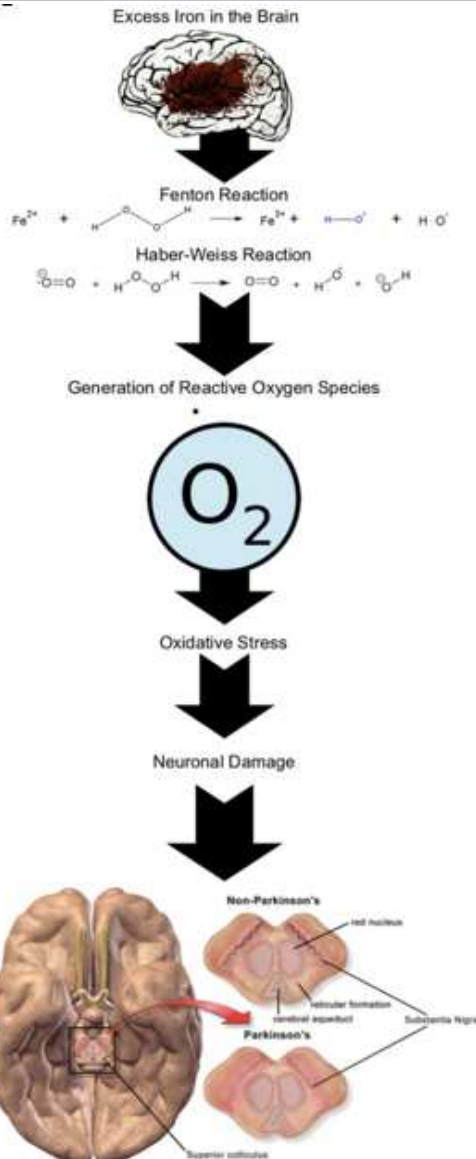 Excess Iron in the Brain
Fenton Reaction
Fe2+ + H O O H Fe3+ + H O• + H O-
Haber-Weiss Reaction
-O O=O + H O O H O=O + H O• + -O H
Generation of Reactive Oxygen Species
O2
Oxidative Stress
Neuronal Damage
Non-Parkinson's
red nucleus
reticular formation
cerebral aqueduct
Substantia Nigra
Parkinson's
Superior colliculus